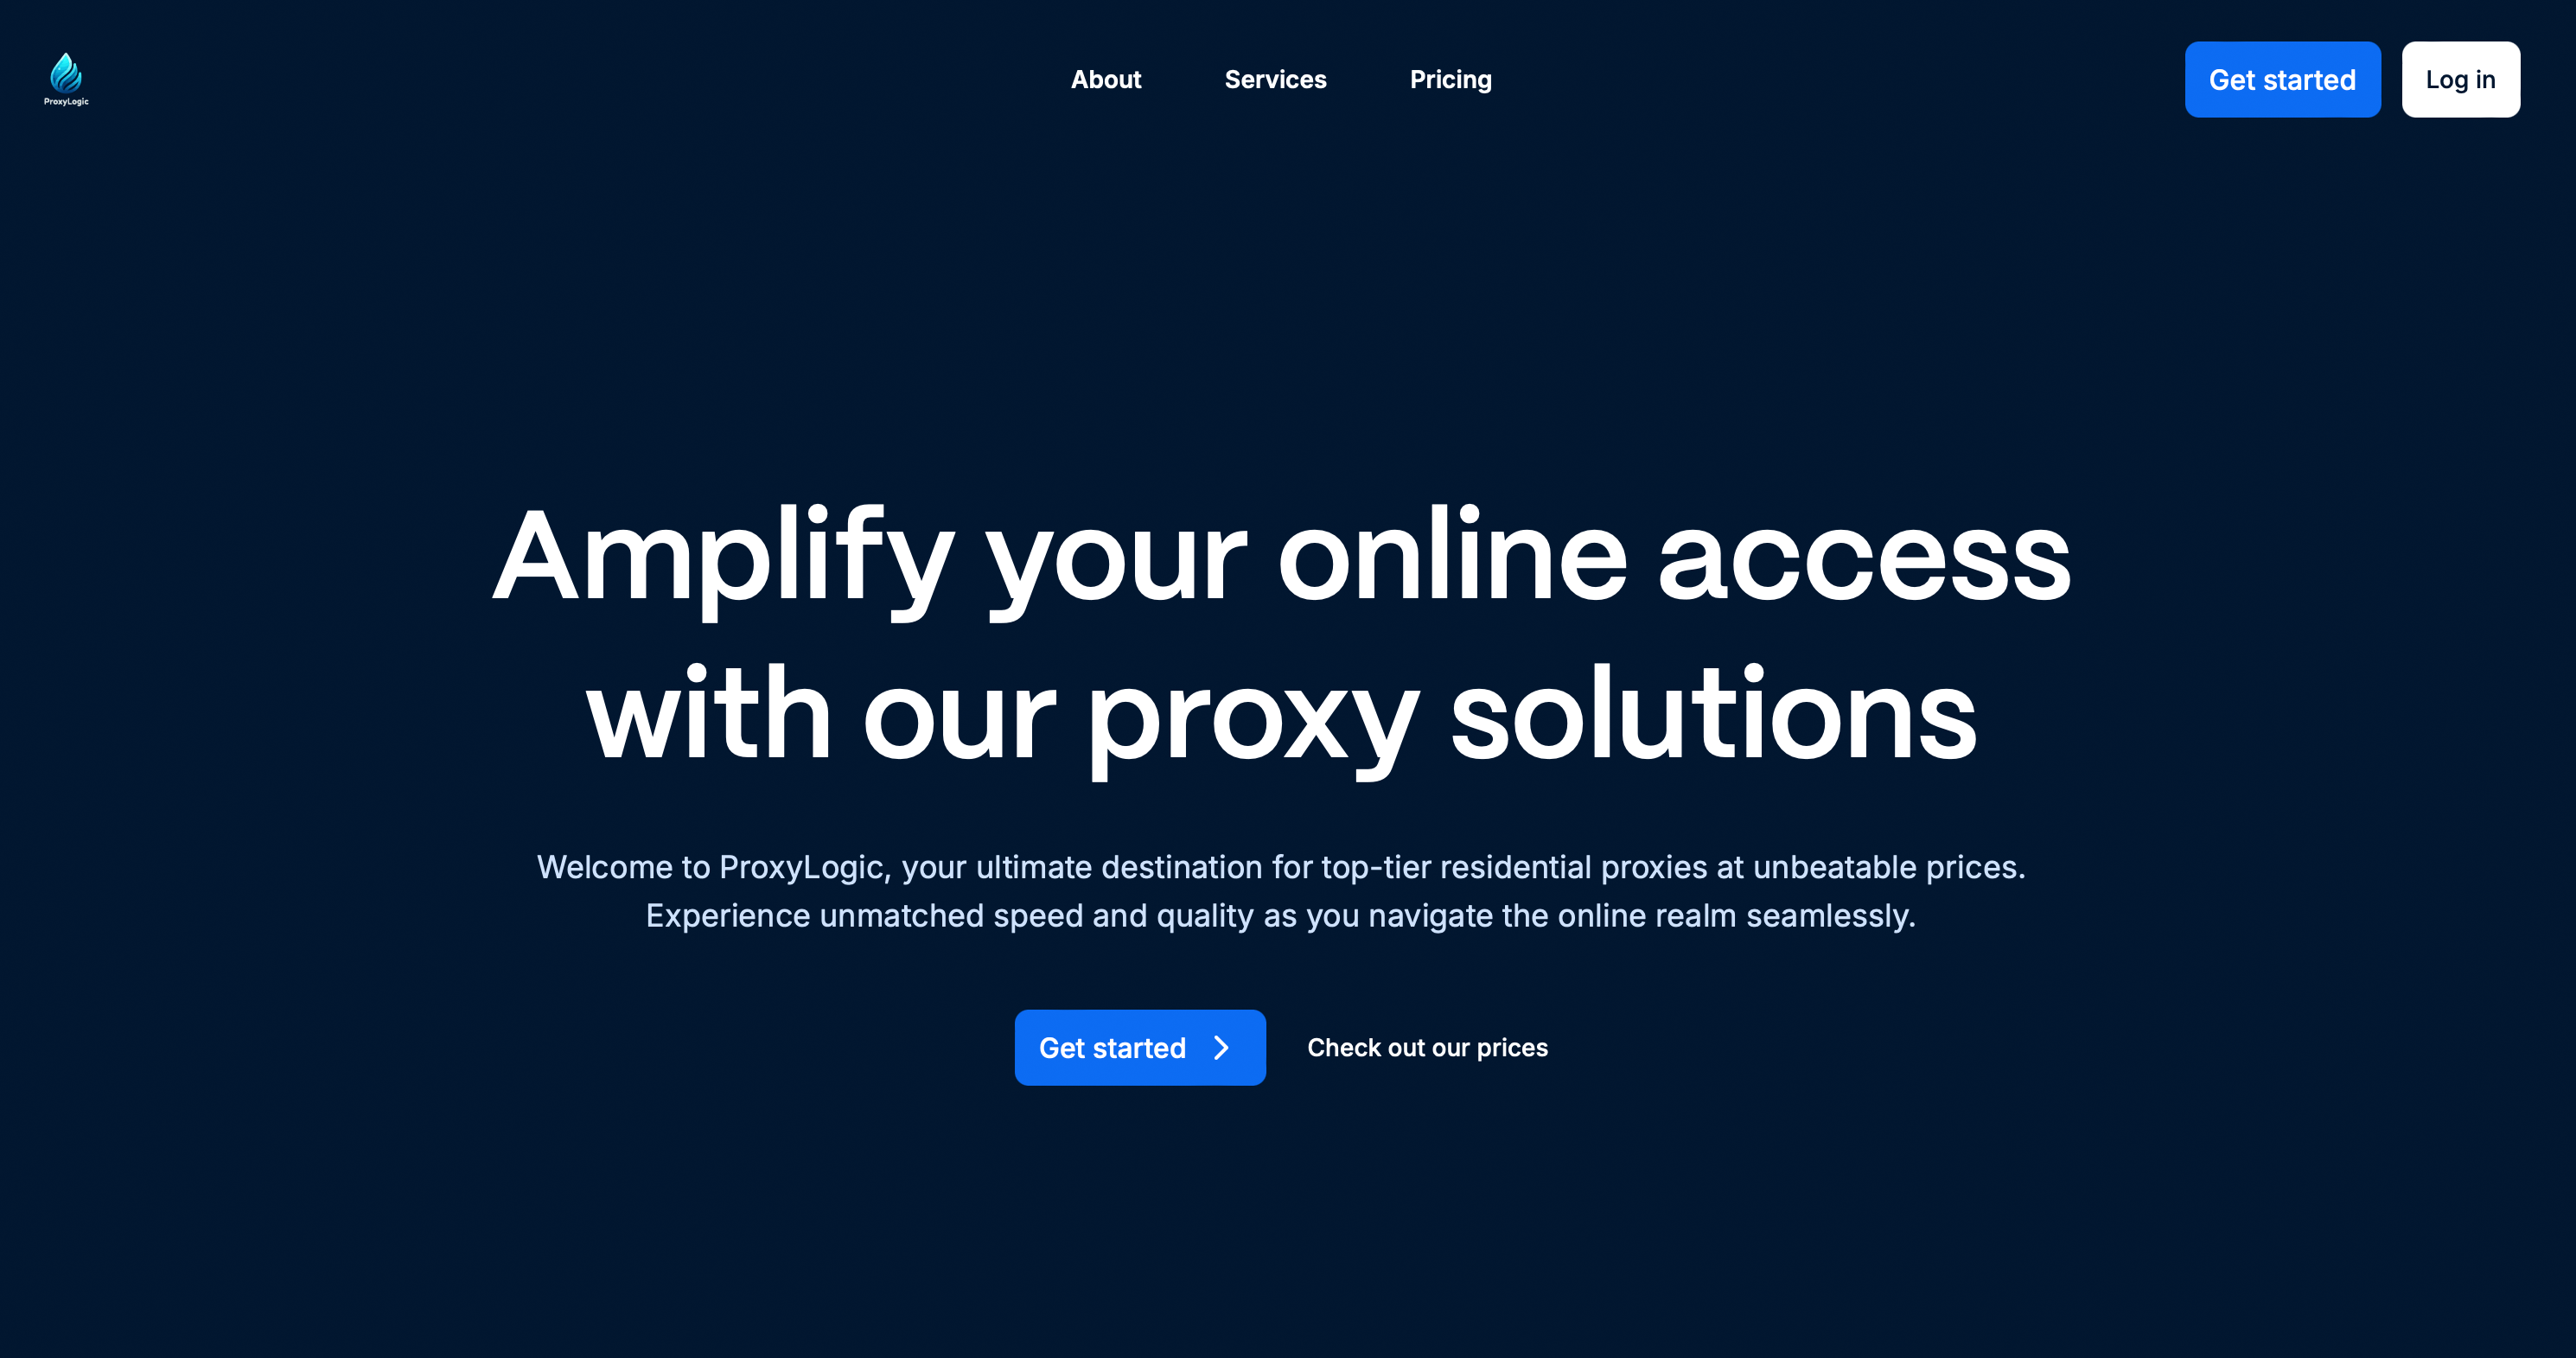 ProxyLogic
About
Services
Pricing
Get started
Log in
Amplify your online access
with our proxy solutions
Welcome to ProxyLogic, your ultimate destination for top-tier residential proxies at unbeatable prices.
Experience unmatched speed and quality as you navigate the online realm seamlessly.
Get started
Check out our prices